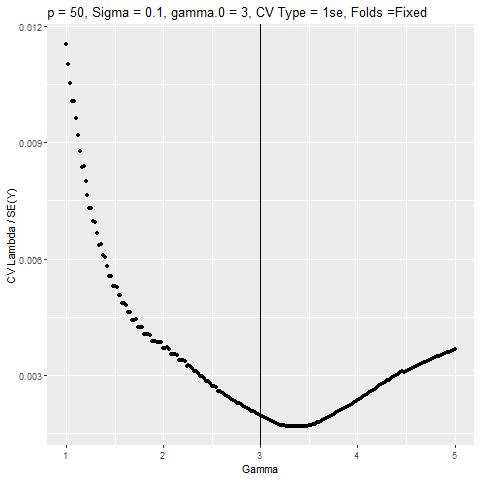 p = 50, Sigma = 0.1, gamma.0 = 3, CV Type = 1se, Folds =Fixed
0.012
0.009
0.006
0.003
CV Lambda / SE(Y)
1 2 3 4 5
Gamma